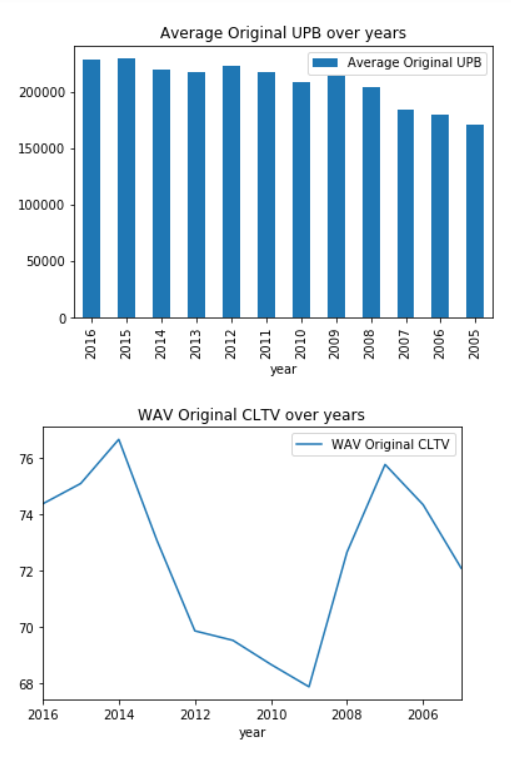 Average Original UPB over years
Average Original UPB
200000
150000
100000
50000
0
2016 2015 2014 2013 2012 2011 2010 2009 2008 2007 2006 2005
year
WAV Original CLTV over years
WAV Original CLTV
76
74
72
70
68
2016 2014 2012 2010 2008 2006
year